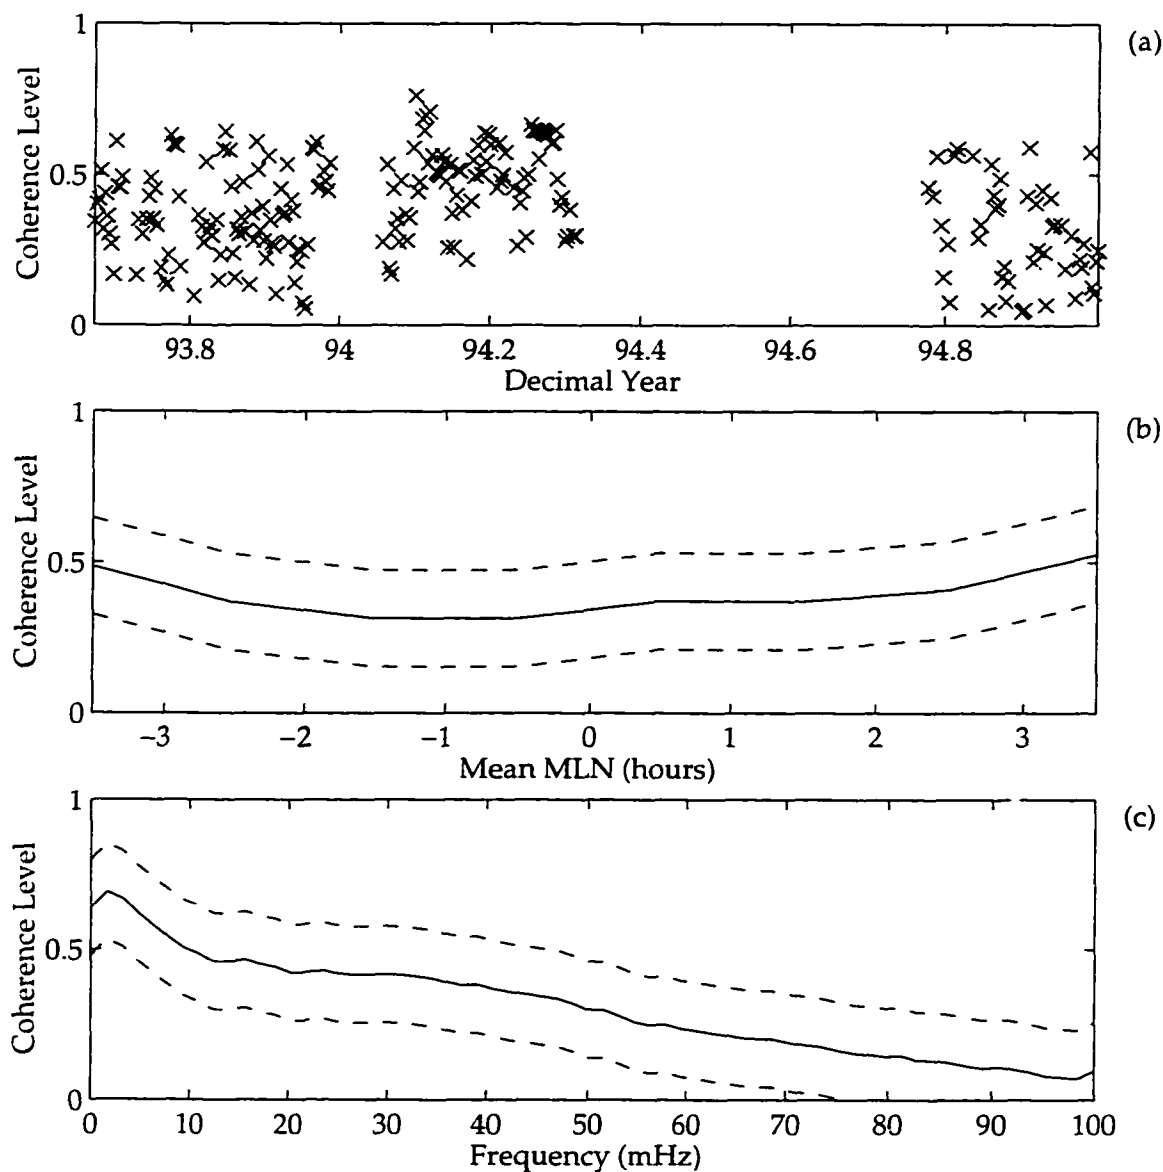 (a)
Coherence Level
1
0.5
0
93.8 94 94.2 94.4 94.6 94.8
Decimal Year
(b)
Coherence Level
1
0.5
0
−3 −2 −1 0 1 2 3
Mean MLN (hours)
(c)
Coherence Level
1
0.5
0
0 10 20 30 40 50 60 70 80 90 100
Frequency (mHz)